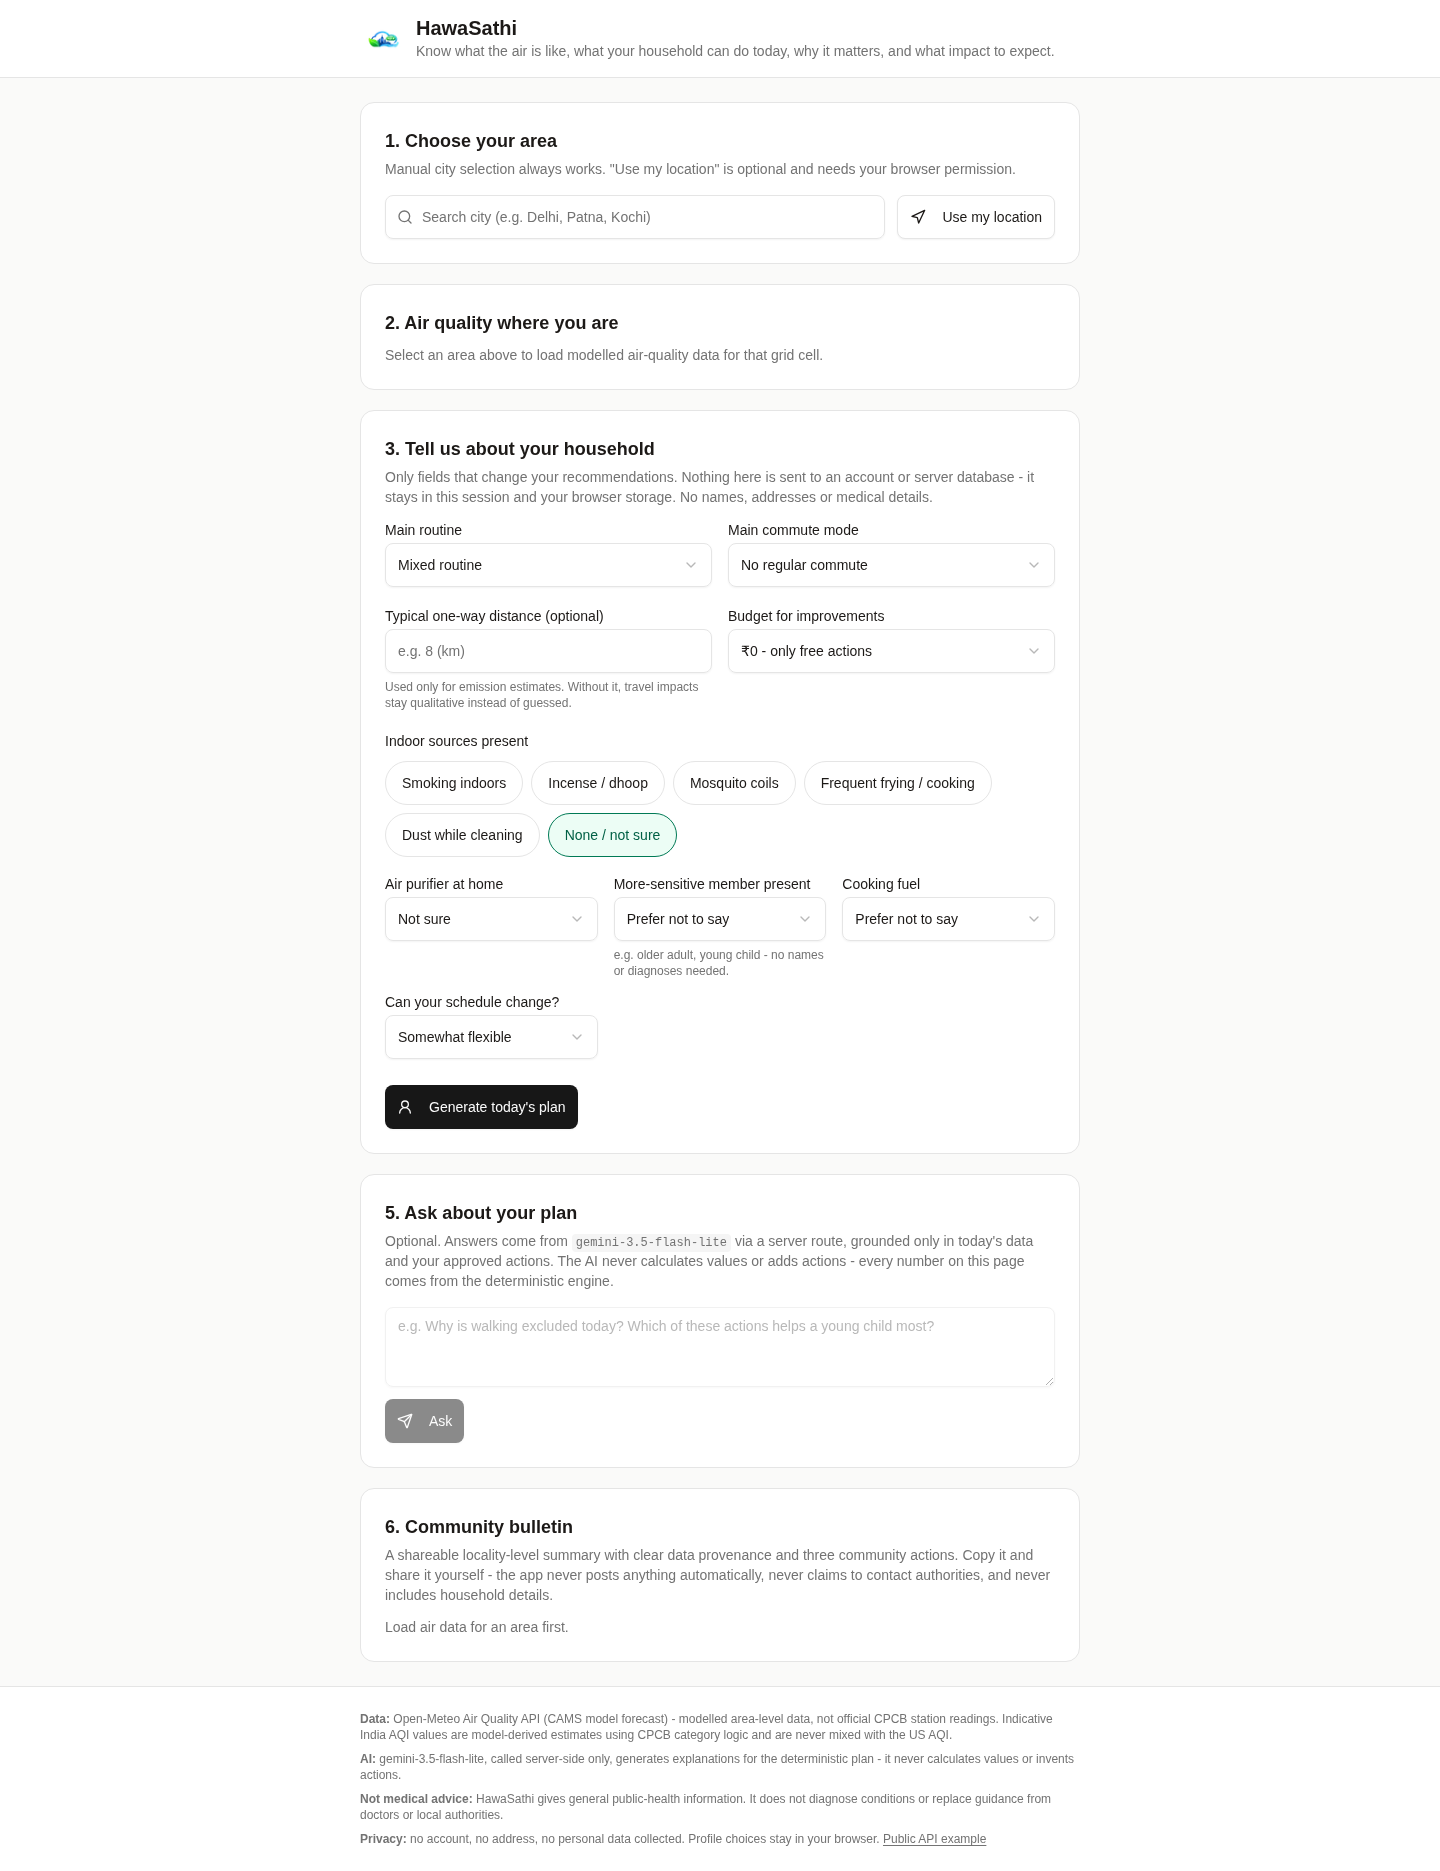 HawaSathi
Know what the air is like, what your household can do today, why it matters, and what impact to expect.
1. Choose your area
Manual city selection always works. "Use my location" is optional and needs your browser permission.
Search city (e.g. Delhi, Patna, Kochi)
Use my location
2. Air quality where you are
Select an area above to load modelled air-quality data for that grid cell.
3. Tell us about your household
Only fields that change your recommendations. Nothing here is sent to an account or server database - it
stays in this session and your browser storage. No names, addresses or medical details.
Main routine
Main commute mode
Mixed routine
No regular commute
Typical one-way distance (optional)
Budget for improvements
e.g. 8 (km)
₹0 - only free actions
Used only for emission estimates. Without it, travel impacts
stay qualitative instead of guessed.
Indoor sources present
Smoking indoors
Incense / dhoop
Mosquito coils
Frequent frying / cooking
Dust while cleaning
None / not sure
Air purifier at home
More-sensitive member present
Cooking fuel
Not sure
Prefer not to say
Prefer not to say
e.g. older adult, young child - no names
or diagnoses needed.
Can your schedule change?
Somewhat flexible
Generate today's plan
5. Ask about your plan
Optional. Answers come from gemini-3.5-flash-lite via a server route, grounded only in today's data
and your approved actions. The AI never calculates values or adds actions - every number on this page
comes from the deterministic engine.
e.g. Why is walking excluded today? Which of these actions helps a young child most?
Ask
6. Community bulletin
A shareable locality-level summary with clear data provenance and three community actions. Copy it and
share it yourself - the app never posts anything automatically, never claims to contact authorities, and never
includes household details.
Load air data for an area first.
Data: Open-Meteo Air Quality API (CAMS model forecast) - modelled area-level data, not official CPCB station readings. Indicative
India AQI values are model-derived estimates using CPCB category logic and are never mixed with the US AQI.
AI: gemini-3.5-flash-lite, called server-side only, generates explanations for the deterministic plan - it never calculates values or invents
actions.
Not medical advice: HawaSathi gives general public-health information. It does not diagnose conditions or replace guidance from
doctors or local authorities.
Privacy: no account, no address, no personal data collected. Profile choices stay in your browser. Public API example